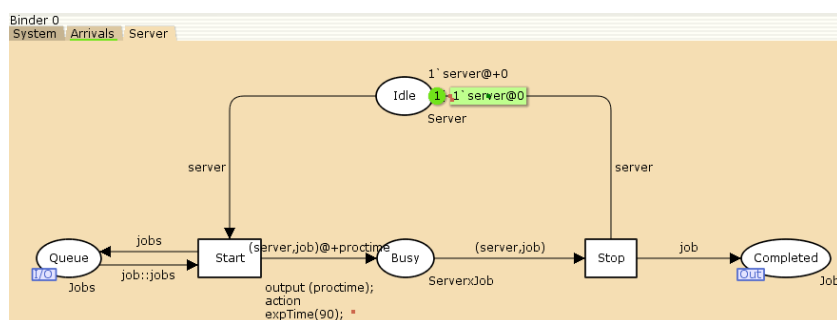 Binder 0
System Arrivals Server
1`server@+0
Idle 1 1`server@0
Server
server server
jobs (server,job)@+proctime (server,job) job
Queue Start Busy Stop Completed
I/O Out
Jobs job::jobs ServerxJob Job
output (proctime);
action
expTime(90);